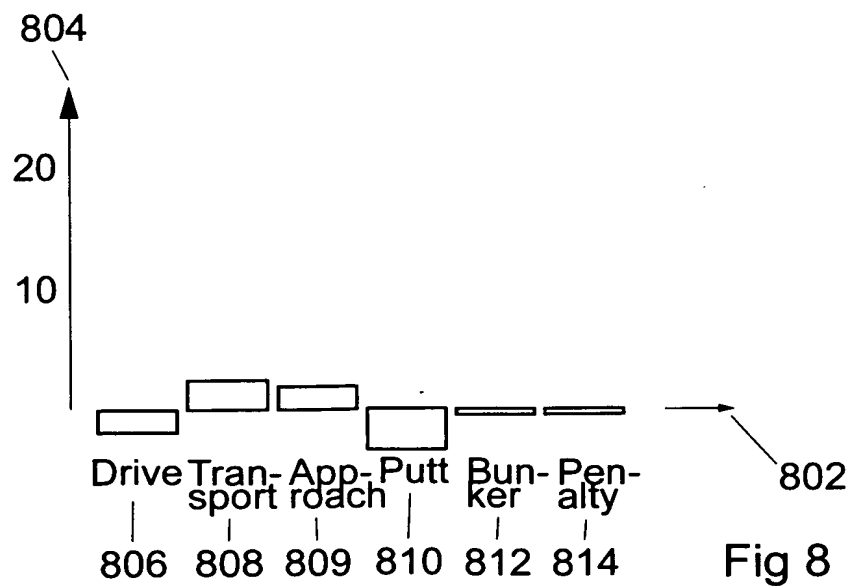 804
20
10
Drive Tran- App- Putt Bun- Pen-
sport roach ker alty
802
806 808 809 810 812 814
Fig 8